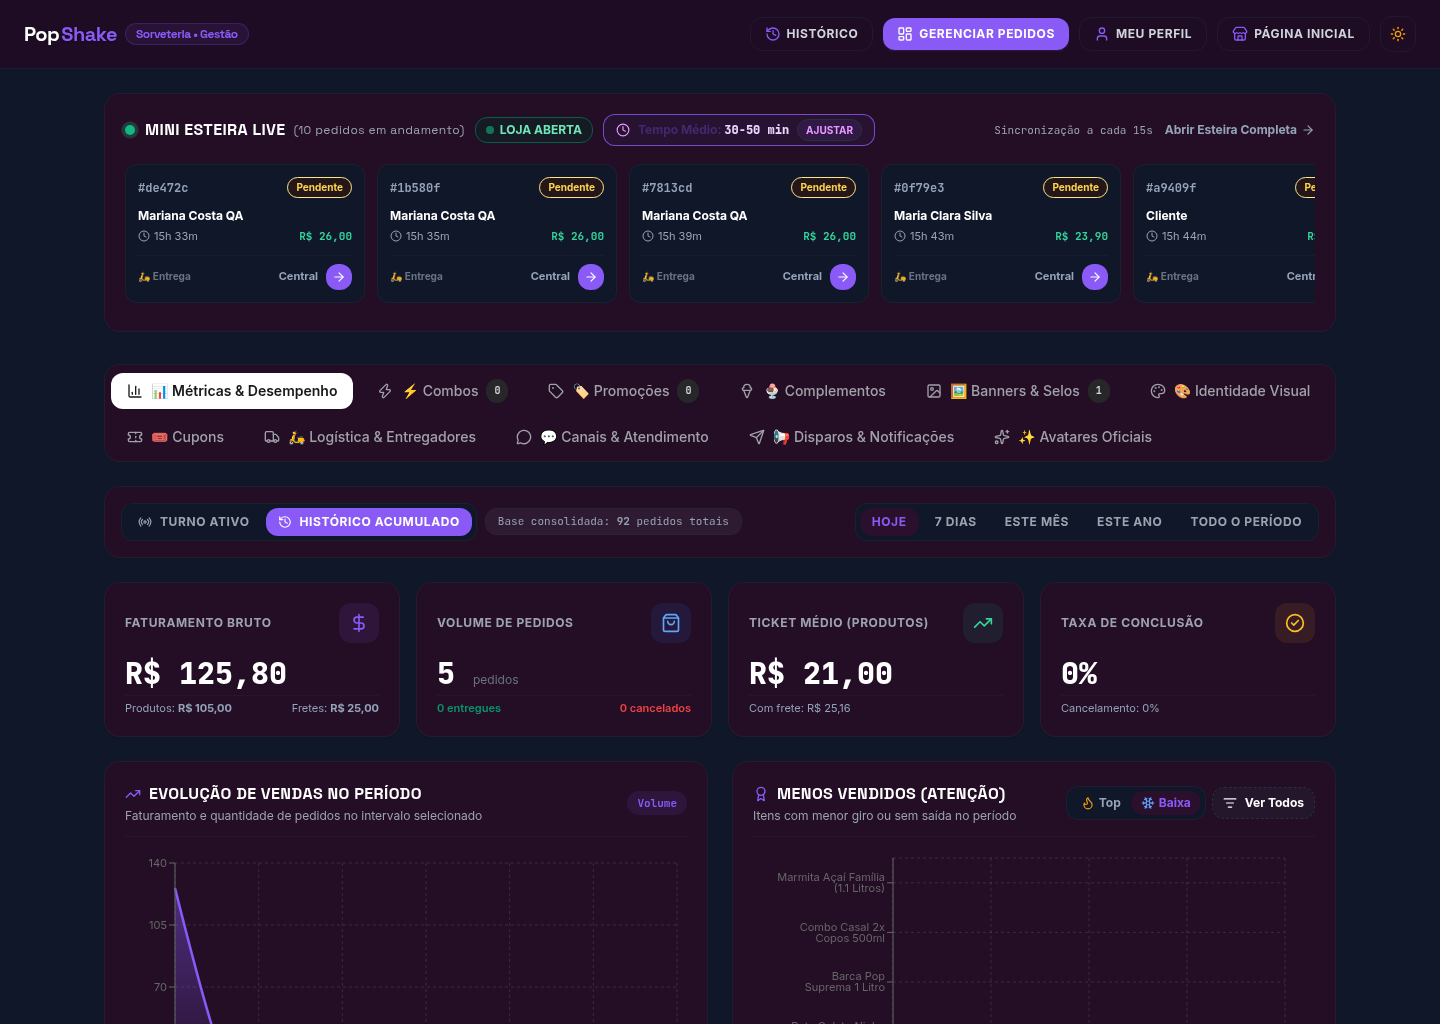 PopShake Sorveteria • Gestão HISTÓRICO GERENCIAR PEDIDOS MEU PERFIL PÁGINA INICIAL
MINI ESTEIRA LIVE (10 pedidos em andamento) LOJA ABERTA Tempo Médio: 30-50 min AJUSTAR Sincronização a cada 15s Abrir Esteira Completa →
#de472c Pendente
Mariana Costa QA
15h 33m R$ 26,00
🛵 Entrega Central
#1b580f Pendente
Mariana Costa QA
15h 35m R$ 26,00
🛵 Entrega Central
#7813cd Pendente
Mariana Costa QA
15h 39m R$ 26,00
🛵 Entrega Central
#0f79e3 Pendente
Maria Clara Silva
15h 43m R$ 23,90
🛵 Entrega Central
#a9409f Pe
Cliente
15h 44m R$
🛵 Entrega Centr
📊 Métricas & Desempenho ⚡ Combos 0 🏷️ Promoções 0 🍨 Complementos 🖼️ Banners & Selos 1 🎨 Identidade Visual
🎟️ Cupons 🛵 Logística & Entregadores 💬 Canais & Atendimento 📢 Disparos & Notificações ✨ Avatares Oficiais
TURNO ATIVO HISTÓRICO ACUMULADO Base consolidada: 92 pedidos totais HOJE 7 DIAS ESTE MÊS ESTE ANO TODO O PERÍODO
FATURAMENTO BRUTO
R$ 125,80
Produtos: R$ 105,00 Fretes: R$ 25,00
VOLUME DE PEDIDOS
5 pedidos
0 entregues 0 cancelados
TICKET MÉDIO (PRODUTOS)
R$ 21,00
Com frete: R$ 25,16
TAXA DE CONCLUSÃO
0%
Cancelamento: 0%
EVOLUÇÃO DE VENDAS NO PERÍODO
Faturamento e quantidade de pedidos no intervalo selecionado
Volume
140
105
70
MENOS VENDIDOS (ATENÇÃO)
Itens com menor giro ou sem saída no período
🔥 Top ❄️ Baixa Ver Todos
Marmita Açaí Família
(1.1 Litros)
Combo Casal 2x
Copos 500ml
Barca Pop
Suprema 1 Litro